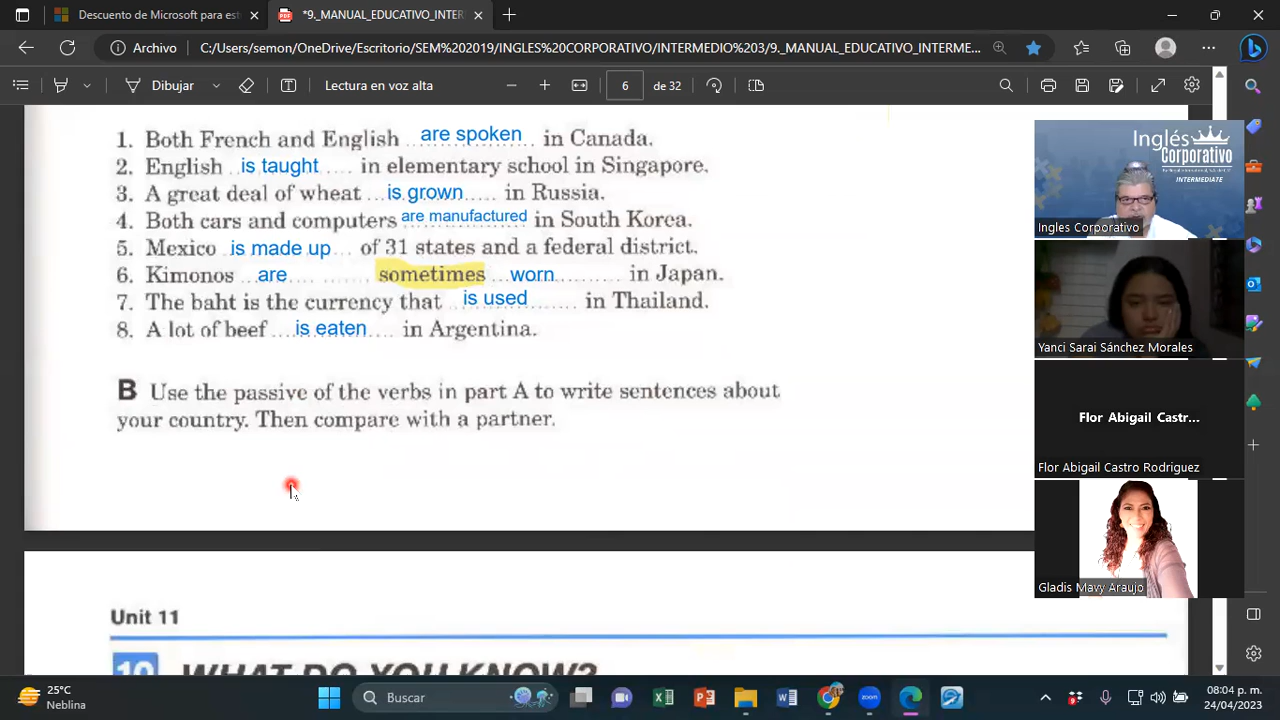 Descuento de Microsoft para est
*9._MANUAL_EDUCATIVO_INTER
Archivo
C:/Users/semon/OneDrive/Escritorio/SEM%202019/INGLES%20CORPORATIVO/INTERMEDIO%203/9._MANUAL_EDUCATIVO_INTERME...
Dibujar
Lectura en voz alta
6
de 32
1. Both French and English are spoken in Canada.
2. English is taught in elementary school in Singapore.
3. A great deal of wheat is grown in Russia.
4. Both cars and computers are manufactured in South Korea.
5. Mexico is made up of 31 states and a federal district.
6. Kimonos are sometimes worn in Japan.
7. The baht is the currency that is used in Thailand.
8. A lot of beef is eaten in Argentina.
B Use the passive of the verbs in part A to write sentences about
your country. Then compare with a partner.
Unit 11
10 WHAT DO YOU KNOW?
Inglés
Corporativo
INTERMEDIATE
Ingles Corporativo
Yanci Sarai Sánchez Morales
Flor Abigail Castr...
Flor Abigail Castro Rodriguez
Gladis Mavy Araujo
25°C
Neblina
Buscar
08:04 p. m.
24/04/2023